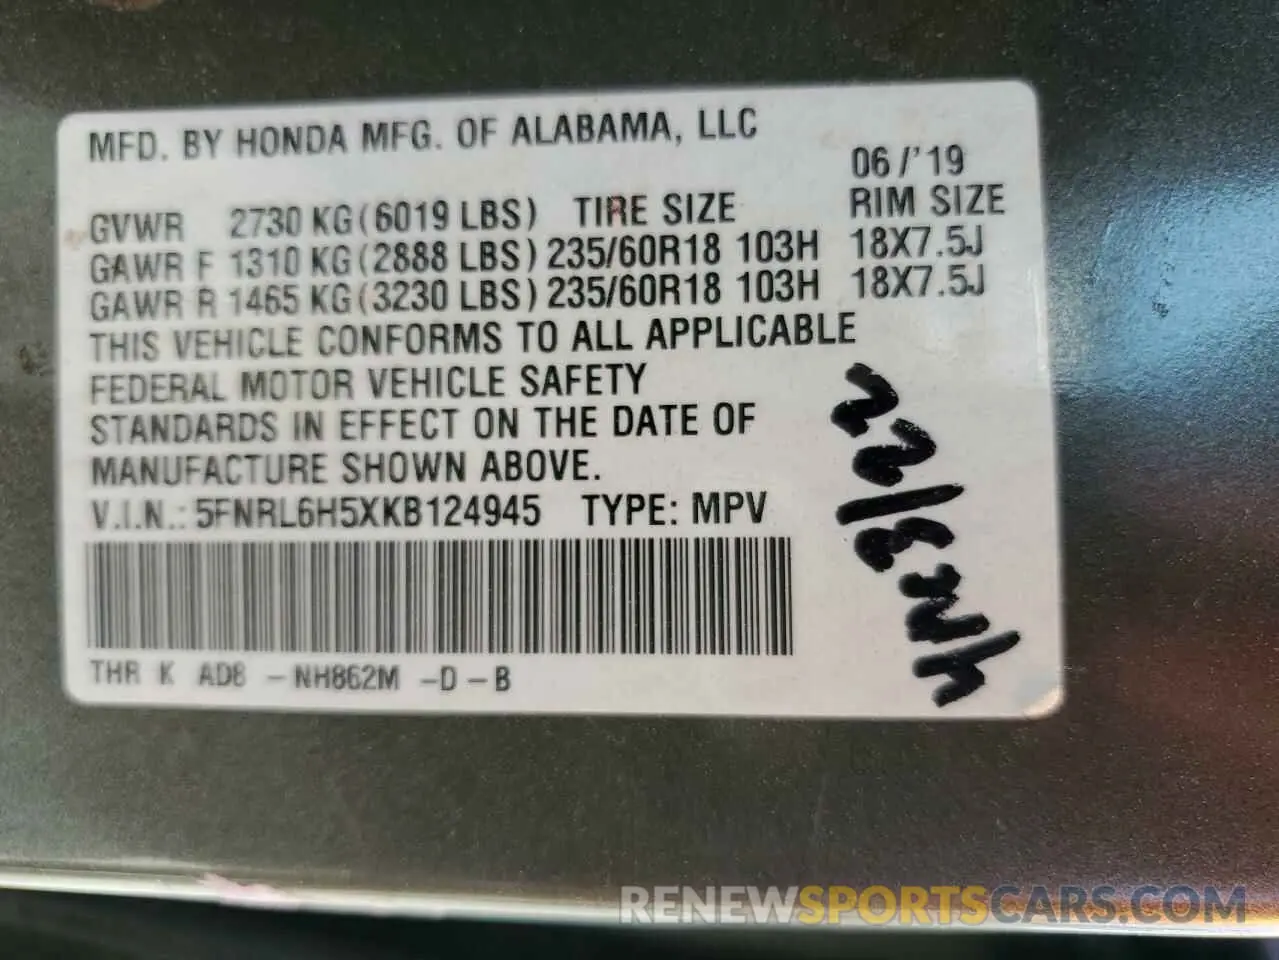 MFD. BY HONDA MFG. OF ALABAMA, LLC
06/'19
GVWR 2730 KG(6019 LBS) TIRE SIZE RIM SIZE
GAWR F 1310 KG(2888 LBS) 235/60R18 103H 18X7.5J
GAWR R 1465 KG(3230 LBS) 235/60R18 103H 18X7.5J
THIS VEHICLE CONFORMS TO ALL APPLICABLE
FEDERAL MOTOR VEHICLE SAFETY
STANDARDS IN EFFECT ON THE DATE OF
MANUFACTURE SHOWN ABOVE.
V.I.N.: 5FNRL6H5XKB124945 TYPE: MPV
THR K AD8 -NH862M -D-B
RENEWSPORTSCARS.COM